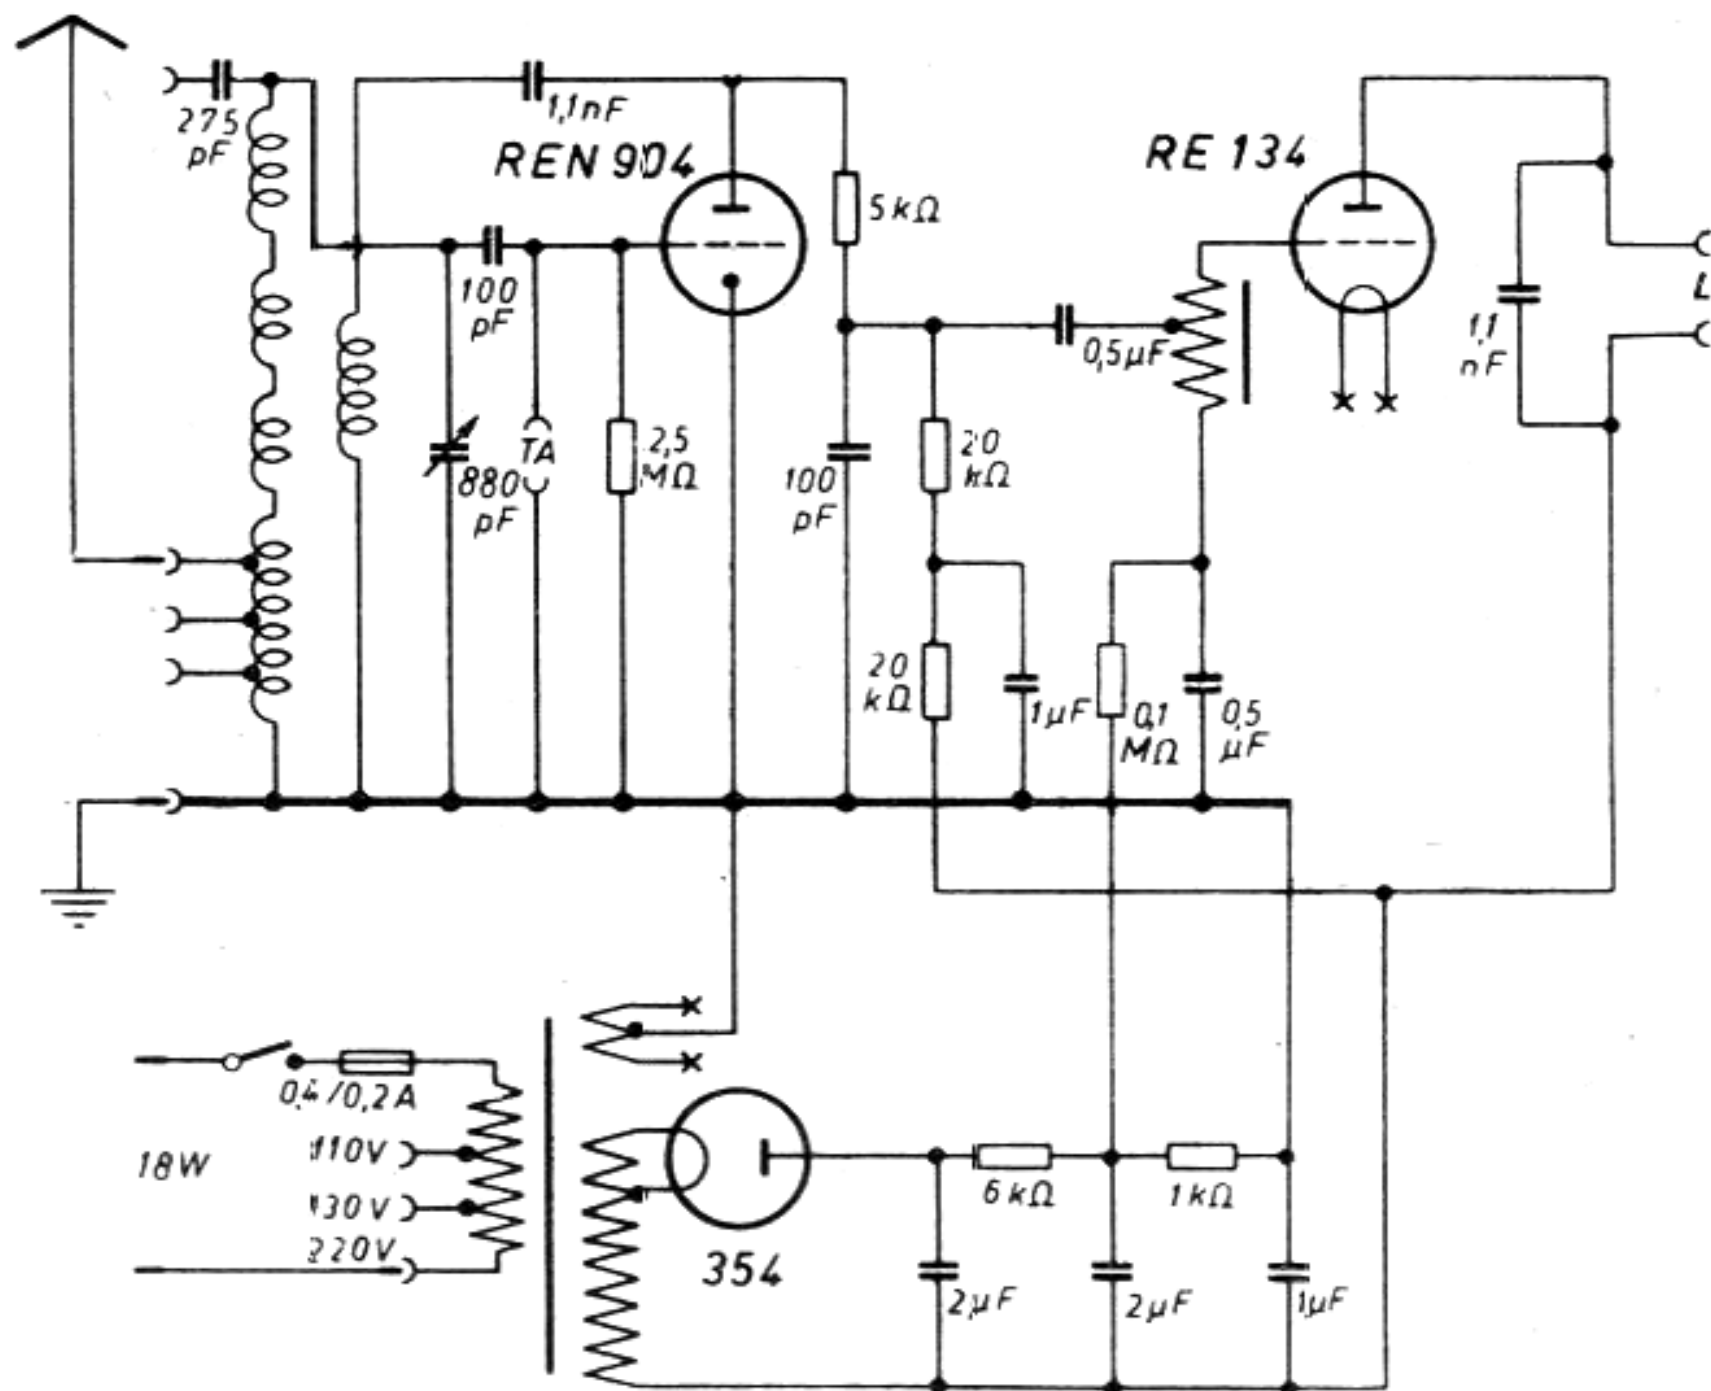 275
pF
1,1nF
REN 904
RE 134
5kΩ
100
pF
0,5µF
1,1
nF
L
TA
880
pF
2,5
MΩ
100
pF
20
kΩ
20
kΩ
1µF
0,1
MΩ
0,5
µF
0,4/0,2A
18W
110V
130V
220V
354
6kΩ
1kΩ
2µF
2µF
1µF